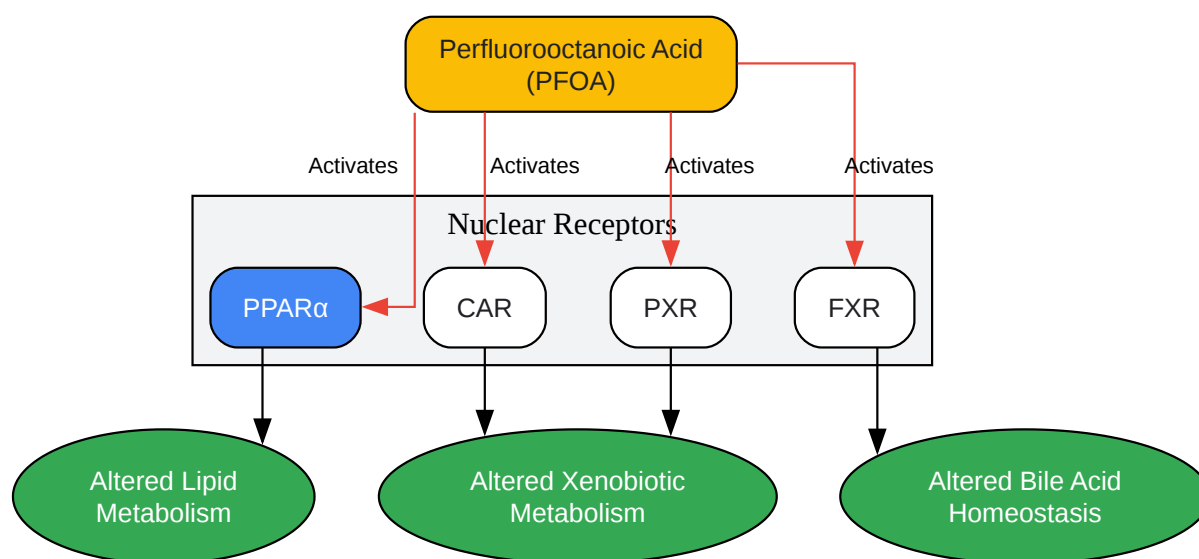 Perfluorooctanoic Acid
(PFOA)
Activates
Activates
Activates
Activates
Nuclear Receptors
PPARα
CAR
PXR
FXR
Altered Lipid
Metabolism
Altered Xenobiotic
Metabolism
Altered Bile Acid
Homeostasis